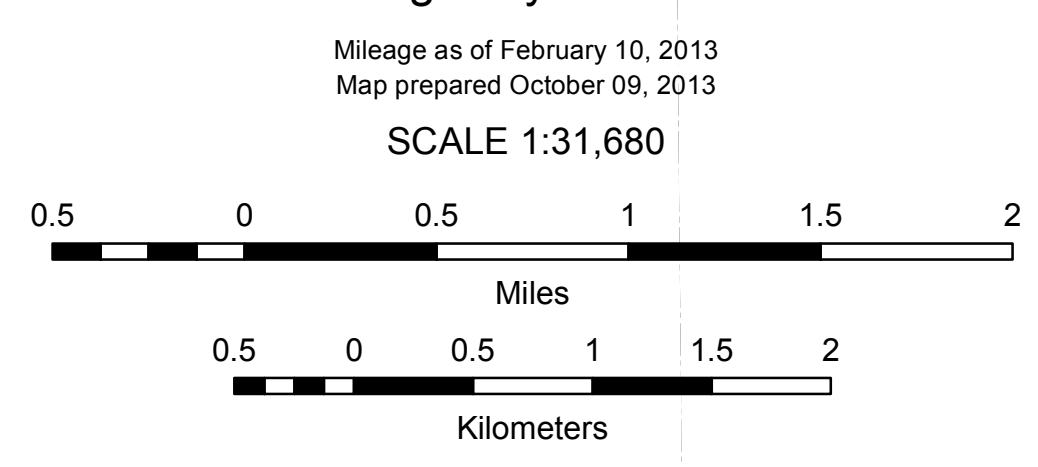 Mileage as of February 10, 2013
Map prepared October 09, 2013
SCALE 1:31,680
0.5 0 0.5 1 1.5 2
Miles
0.5 0 0.5 1 1.5 2
Kilometers